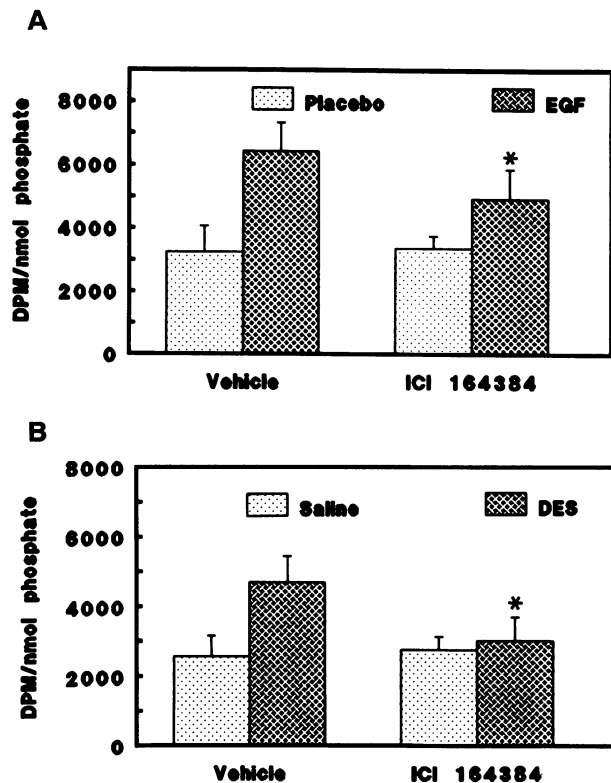 A
DPM/nmol phosphate
8000
6000
4000
2000
0
Placebo
EGF
*
Vehicle
ICI 164384
B
DPM/nmol phosphate
8000
6000
4000
2000
0
Saline
DES
*
Vehicle
ICI 164384